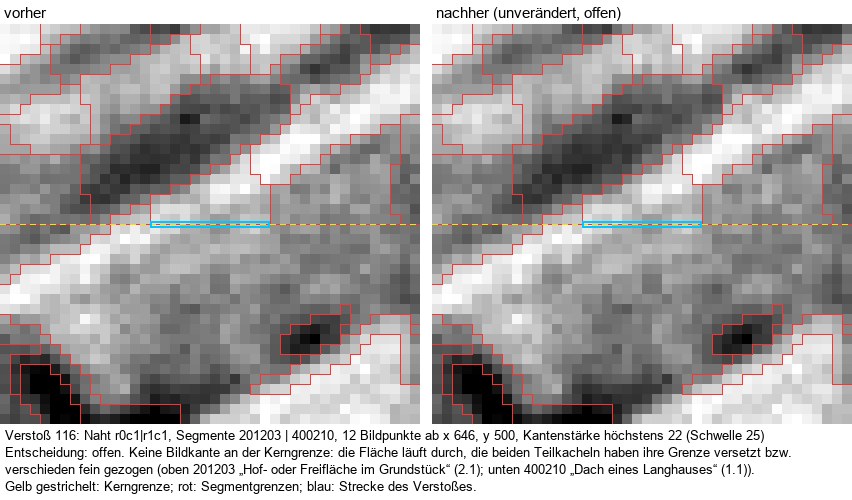 vorher
nachher (unverändert, offen)
Verstoß 116: Naht r0c1|r1c1, Segmente 201203 | 400210, 12 Bildpunkte ab x 646, y 500, Kantenstärke höchstens 22 (Schwelle 25)
Entscheidung: offen. Keine Bildkante an der Kerngrenze: die Fläche läuft durch, die beiden Teilkacheln haben ihre Grenze versetzt bzw.
verschieden fein gezogen (oben 201203 „Hof- oder Freifläche im Grundstück“ (2.1); unten 400210 „Dach eines Langhauses“ (1.1)).
Gelb gestrichelt: Kerngrenze; rot: Segmentgrenzen; blau: Strecke des Verstoßes.